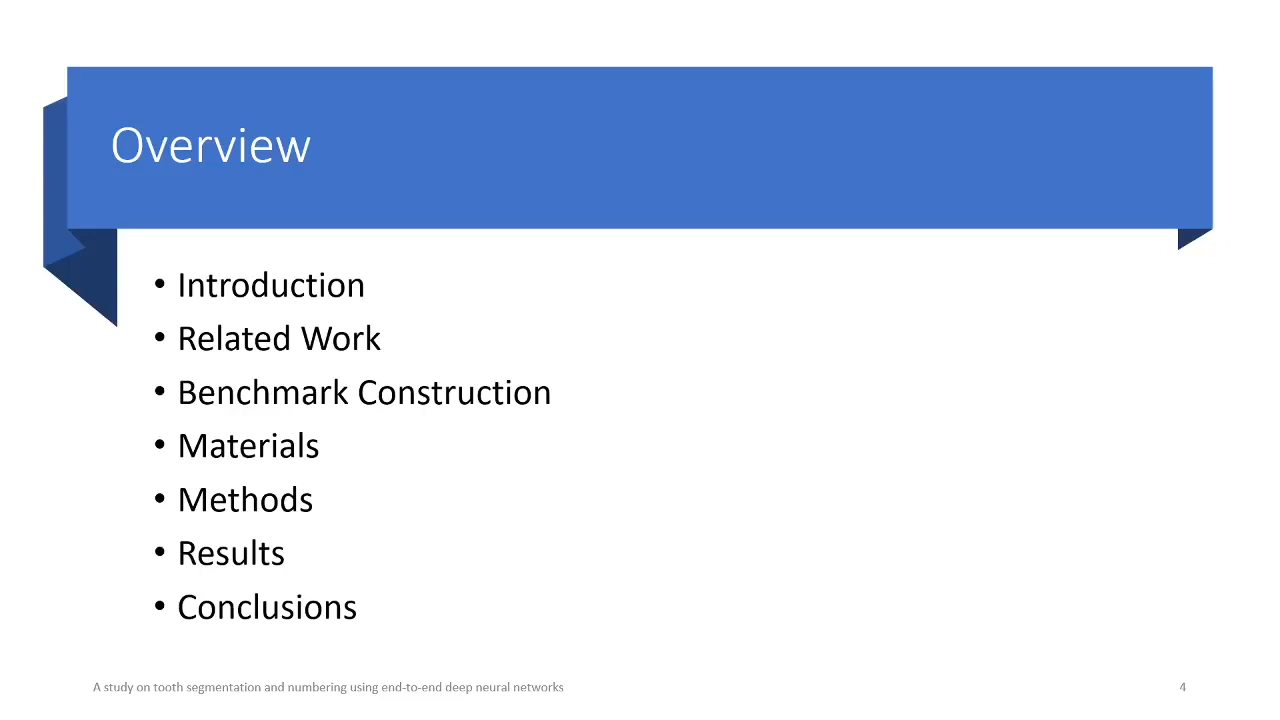 Overview
• Introduction
• Related Work
• Benchmark Construction
• Materials
• Methods
• Results
• Conclusions
A study on tooth segmentation and numbering using end-to-end deep neural networks
4